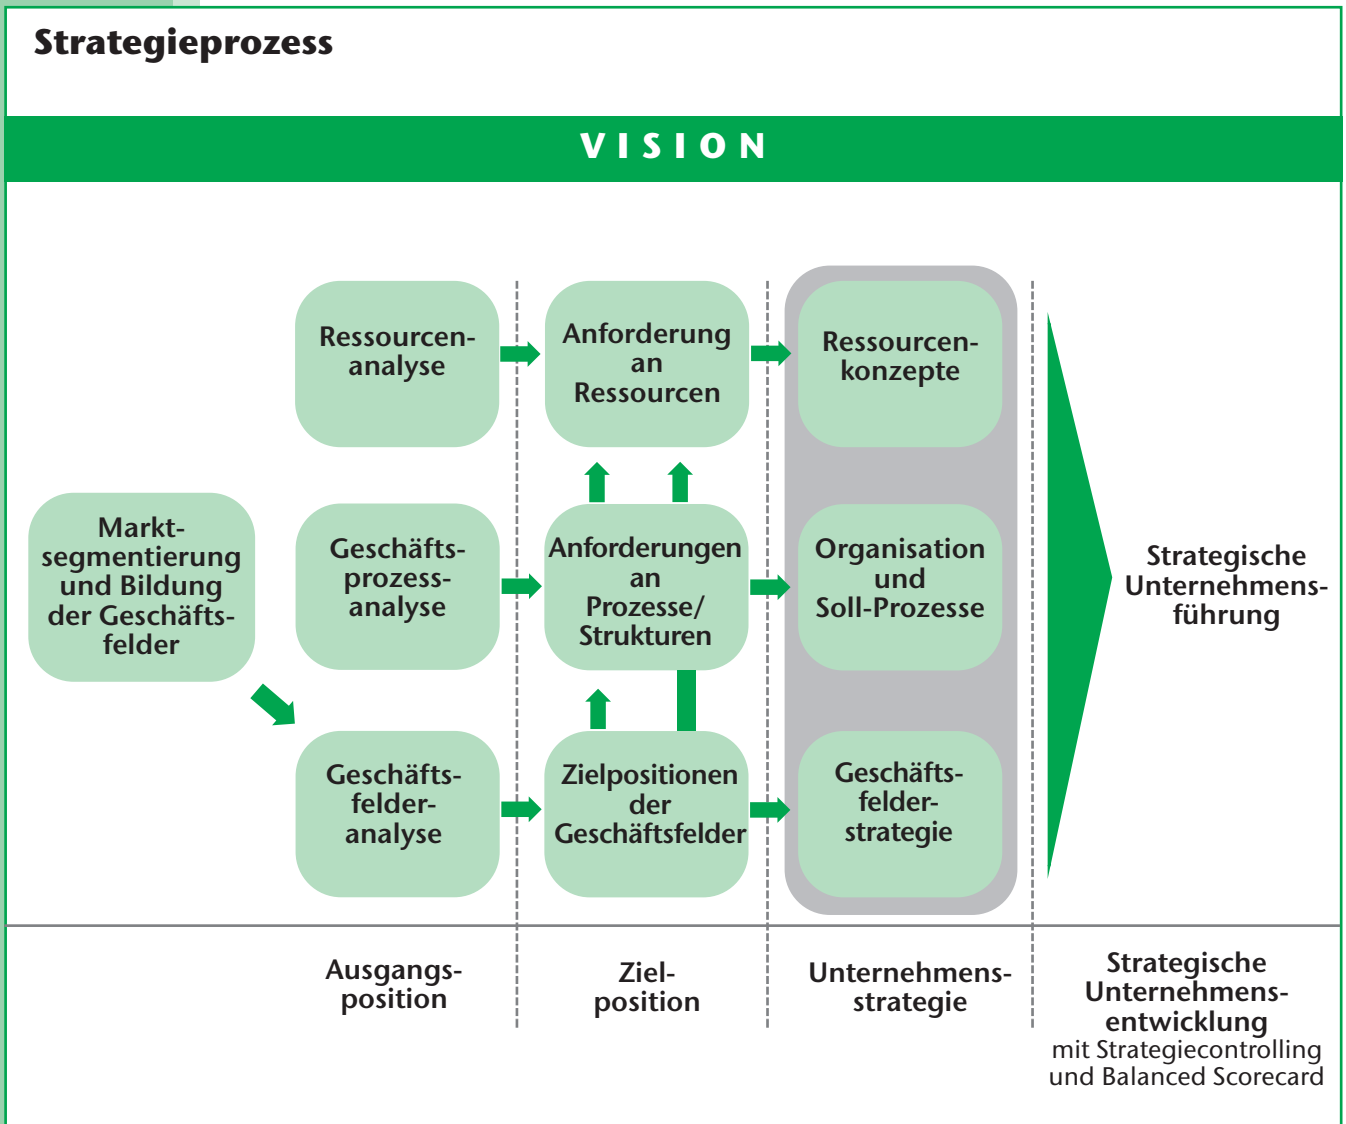 Strategieprozess
VISION
Ressourcen-
analyse
Anforderung
an
Ressourcen
Ressourcen-
konzepte
Markt-
segmentierung
und Bildung
der Geschäfts-
felder
Geschäfts-
prozess-
analyse
Anforderungen
an
Prozesse/
Strukturen
Organisation
und
Soll-Prozesse
Strategische
Unternehmens-
führung
Geschäfts-
felder-
analyse
Zielpositionen
der
Geschäftsfelder
Geschäfts-
felder-
strategie
Ausgangs-
position
Ziel-
position
Unternehmens-
strategie
Strategische
Unternehmens-
entwicklung
mit Strategiecontrolling
und Balanced Scorecard